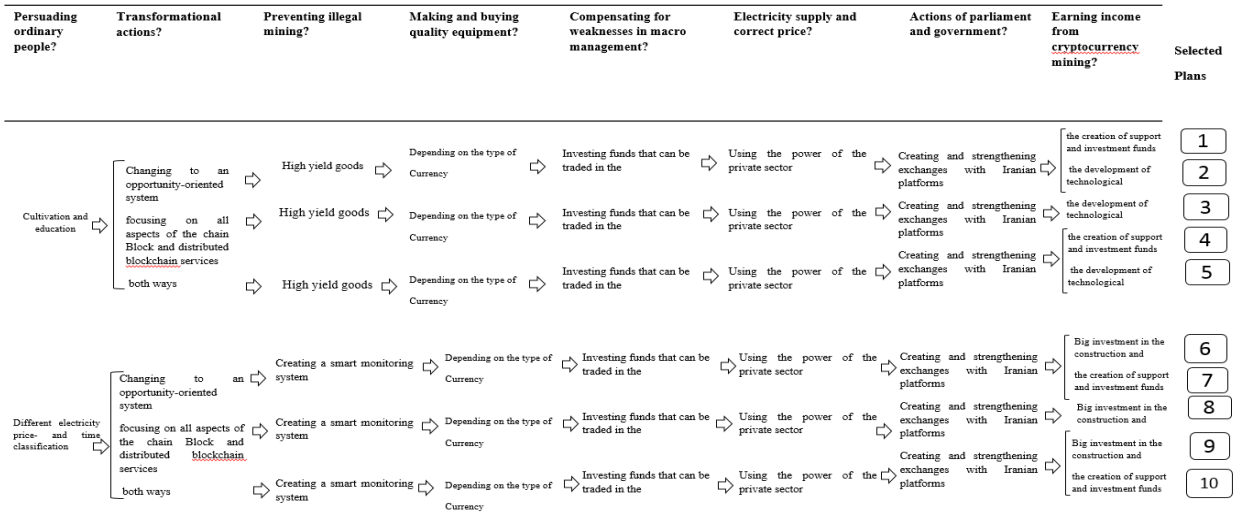 Persuading
ordinary
people?
Transformational
actions?
Preventing illegal
mining?
Making and buying
quality equipment?
Compensating for
weaknesses in macro
management?
Electricity supply and
correct price?
Actions of parliament
and government?
Earning income
from
cryptocurrency
mining?
Selected
Plans
Cultivation and
education
Changing to an
opportunity-oriented
system
High yield goods
Depending on the type of
Currency
Investing funds that can be
traded in the
Using the power of the
private sector
Creating and strengthening
exchanges with Iranian
platforms
the creation of support
and investment funds
the development of
technological
1
2
focusing on all
aspects of the chain
Block and distributed
blockchain services
High yield goods
Depending on the type of
Currency
Investing funds that can be
traded in the
Using the power of the
private sector
Creating and strengthening
exchanges with Iranian
platforms
the development of
technological
3
both ways
High yield goods
Depending on the type of
Currency
Investing funds that can be
traded in the
Using the power of the
private sector
Creating and strengthening
exchanges with Iranian
platforms
the creation of support
and investment funds
the development of
technological
4
5
Different electricity
price- and time
classification
Changing to an
opportunity-oriented
system
Creating a smart monitoring
system
Depending on the type of
Currency
Investing funds that can be
traded in the
Using the power of the
private sector
Creating and strengthening
exchanges with Iranian
platforms
Big investment in the
construction and
the creation of support
and investment funds
6
7
focusing on all aspects of
the chain Block and
distributed blockchain
services
Creating a smart monitoring
system
Depending on the type of
Currency
Investing funds that can be
traded in the
Using the power of the
private sector
Creating and strengthening
exchanges with Iranian
platforms
Big investment in the
construction and
8
both ways
Creating a smart monitoring
system
Depending on the type of
Currency
Investing funds that can be
traded in the
Using the power of the
private sector
Creating and strengthening
exchanges with Iranian
platforms
Big investment in the
construction and
the creation of support
and investment funds
9
10